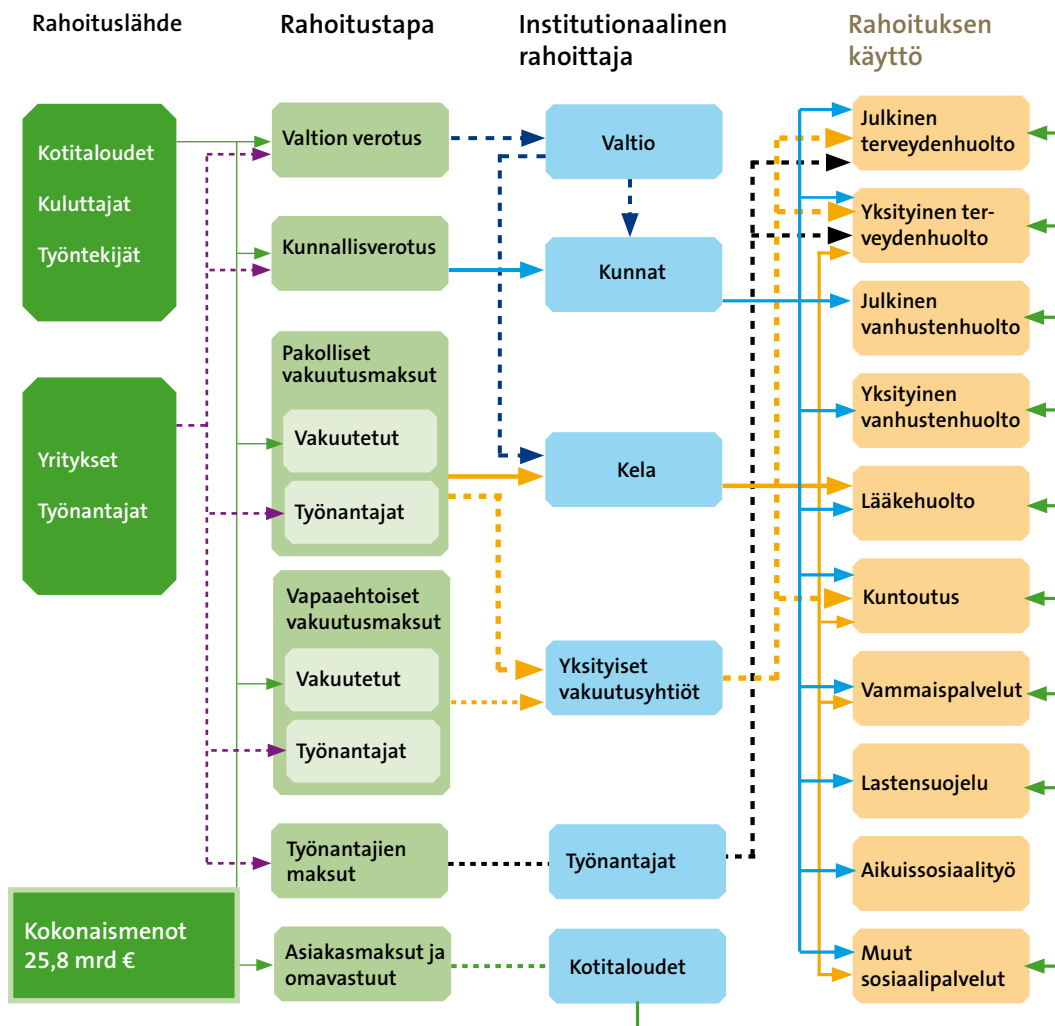 Rahoituslähde
Rahoitustapa
Institutionaalinen
rahoittaja
Rahoituksen
käyttö
Kotitaloudet
Kuluttajat
Työntekijät
Yritykset
Työnantajat
Kokonaismenot
25,8 mrd €
Valtion verotus
Kunnallisverotus
Pakolliset
vakuutusmaksut
Vakuutetut
Työnantajat
Vapaaehtoiset
vakuutusmaksut
Vakuutetut
Työnantajat
Työnantajien
maksut
Asiakasmaksut ja
omavastuut
Valtio
Kunnat
Kela
Yksityiset
vakuutusyhtiöt
Työnantajat
Kotitaloudet
Julkinen
terveydenhuolto
Yksityinen ter-
veydenhuolto
Julkinen
vanhustenhuolto
Yksityinen
vanhustenhuolto
Lääkehuolto
Kuntoutus
Vammaispalvelut
Lastensuojelu
Aikuissosiaalityö
Muut
sosiaalipalvelut